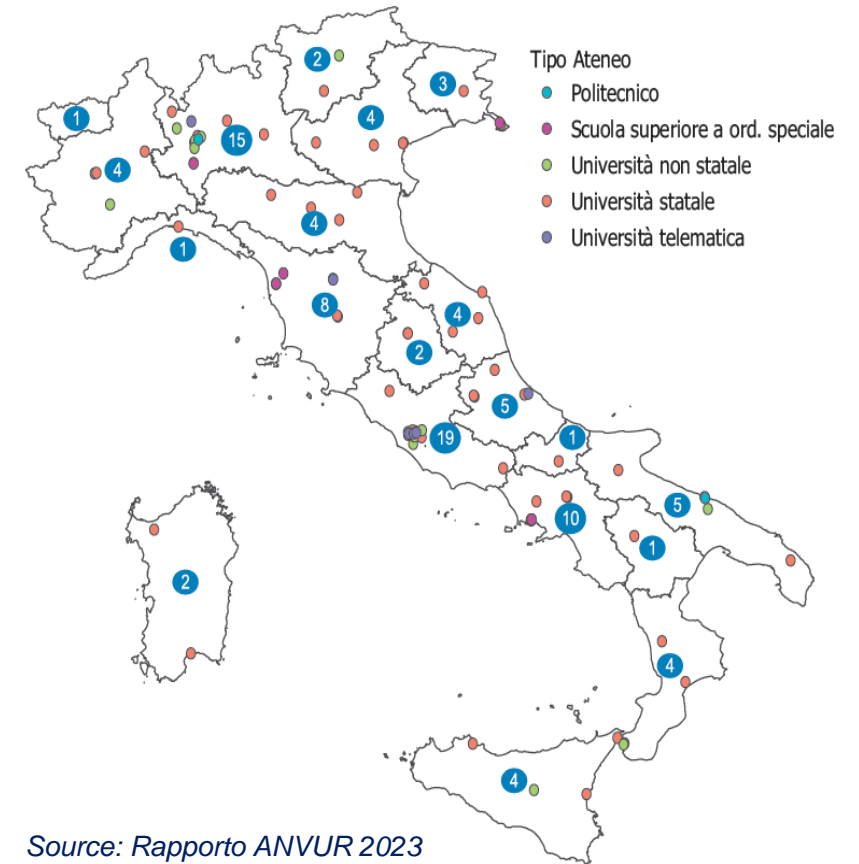 Tipo Ateneo
Politecnico
Scuola superiore a ord. speciale
Università non statale
Università statale
Università telematica
2
3
1
4
15
4
4
1
8
4
2
5
19
1
5
10
1
2
4
4
Source: Rapporto ANVUR 2023